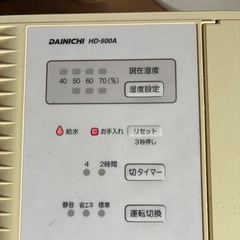 DAINICHI HD-500A
現在湿度
40 50 60 70(%)
湿度設定
給水 お手入れ リセット
3秒押し
4 2時間
切タイマー
静音 省エネ 標準
運転切換